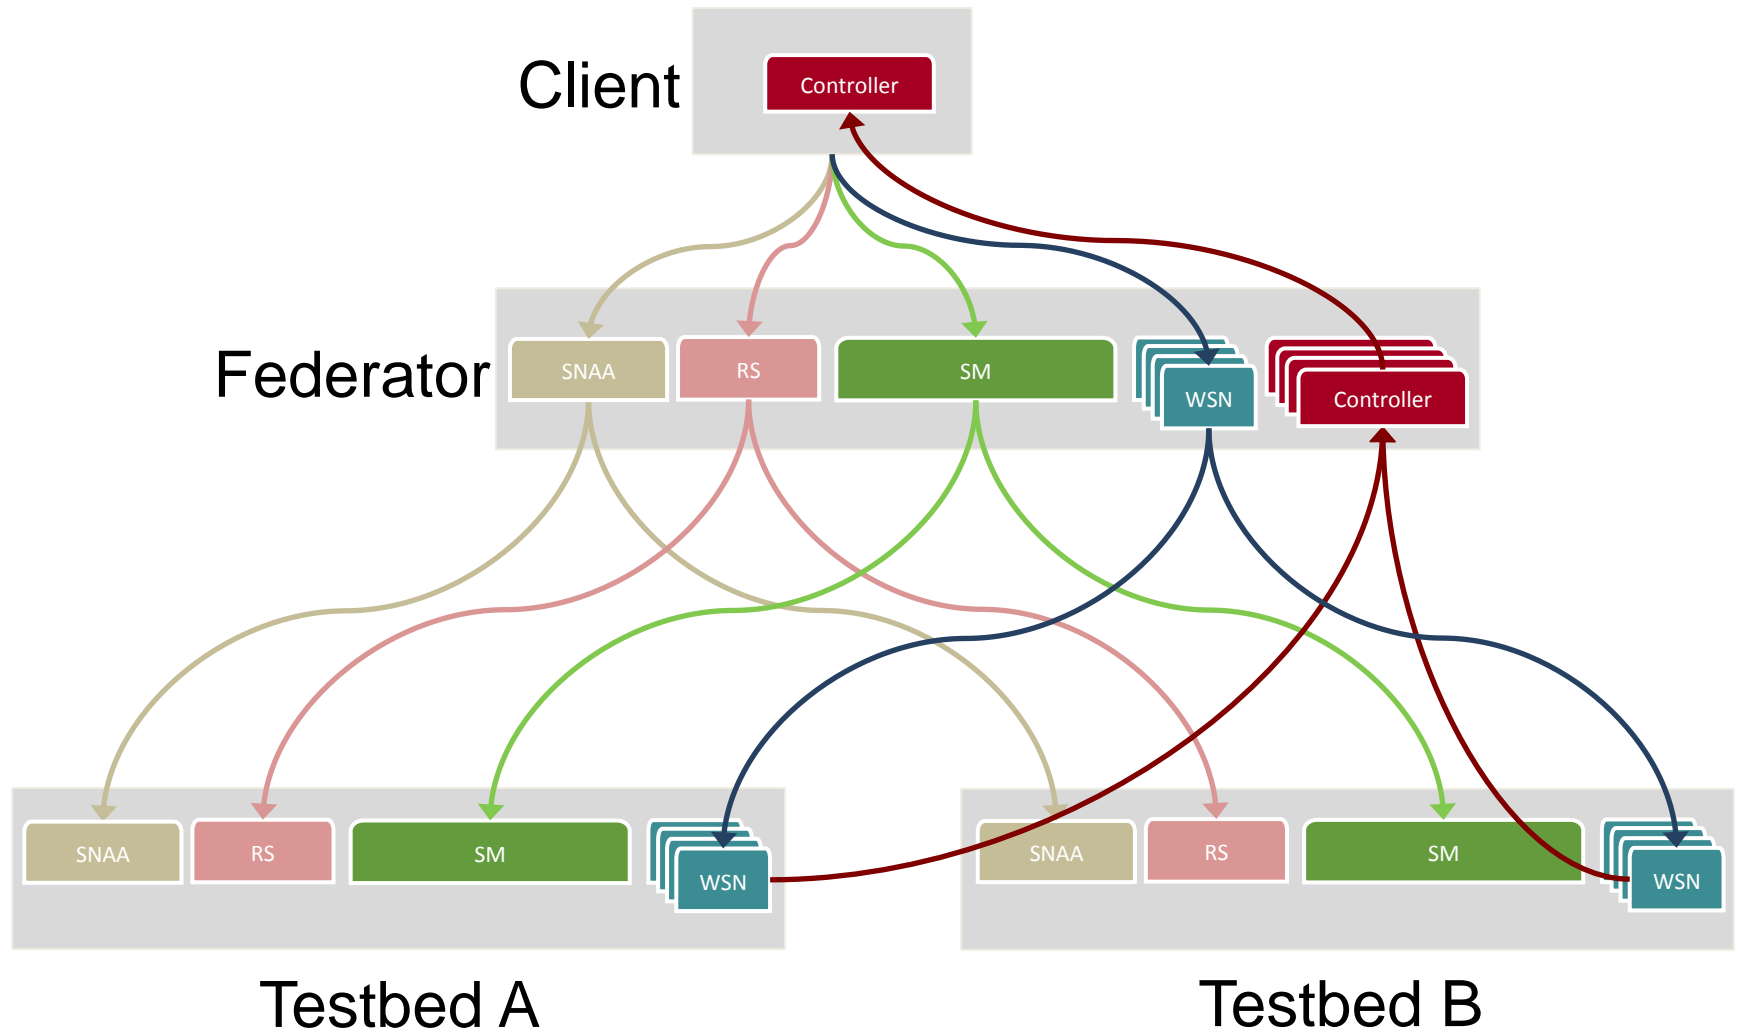 Client
Controller
Federator
SNAA
RS
SM
WSN
Controller
SNAA
RS
SM
WSN
SNAA
RS
SM
WSN
Testbed A
Testbed B